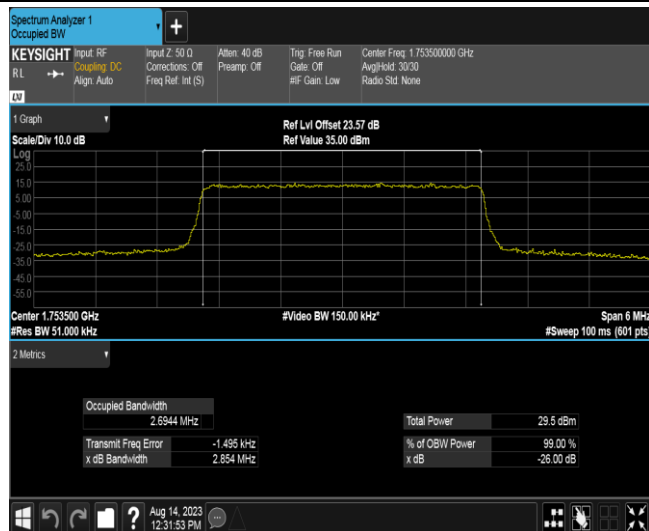 Spectrum Analyzer 1
Occupied BW
+
KEYSIGHT
RL
Input: RF
Coupling: DC
Align: Auto
Input Z: 50 Ω
Corrections: Off
Freq Ref: Int (S)
Atten: 40 dB
Preamp: Off
Trig: Free Run
Gate: Off
#IF Gain: Low
Center Freq: 1.753500000 GHz
Avg|Hold: 30/30
Radio Std: None
1 Graph
Scale/Div 10.0 dB
Ref Lvl Offset 23.57 dB
Ref Value 35.00 dBm
Log
25.0
15.0
5.00
-5.00
-15.0
-25.0
-35.0
-45.0
-55.0
Center 1.753500 GHz
#Video BW 150.00 kHz*
Span 6 MHz
#Res BW 51.000 kHz
#Sweep 100 ms (601 pts)
2 Metrics
Occupied Bandwidth
2.6944 MHz
Total Power 29.5 dBm
Transmit Freq Error -1.495 kHz
% of OBW Power 99.00 %
x dB Bandwidth 2.854 MHz
x dB -26.00 dB
?
Aug 14, 2023
12:31:53 PM